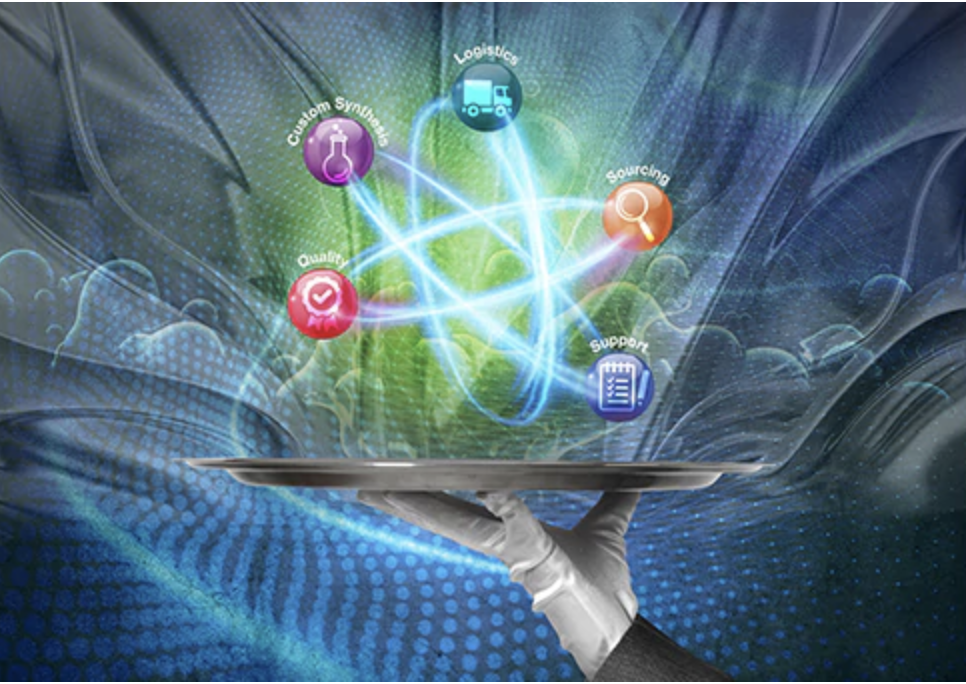 Logistics
Custom Synthesis
Sourcing
Quality
Support